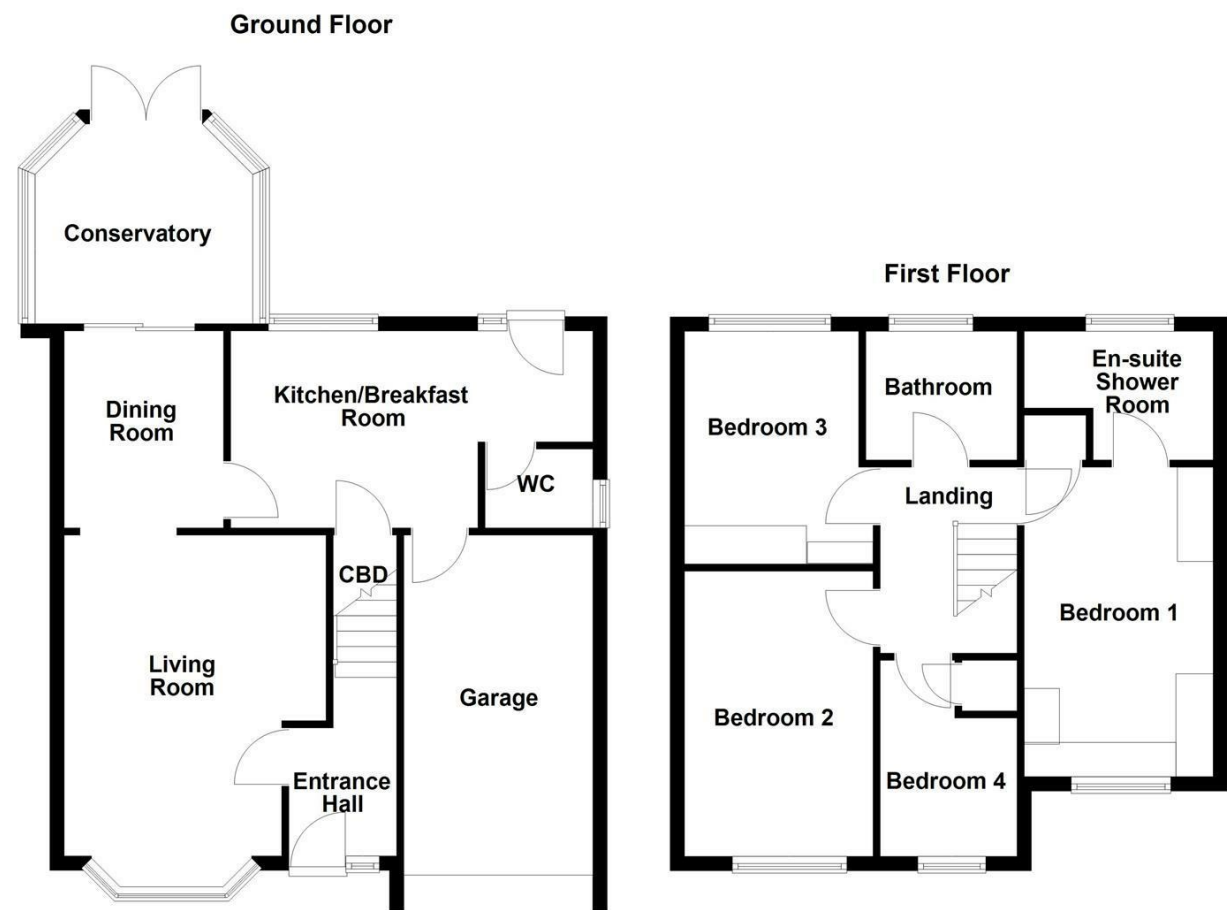 Ground Floor
Conservatory
Dining
Room
Kitchen/Breakfast
Room
WC
CBD
Living
Room
Garage
Entrance
Hall
First Floor
Bedroom 3
Bathroom
En-suite
Shower
Room
Landing
Bedroom 1
Bedroom 2
Bedroom 4